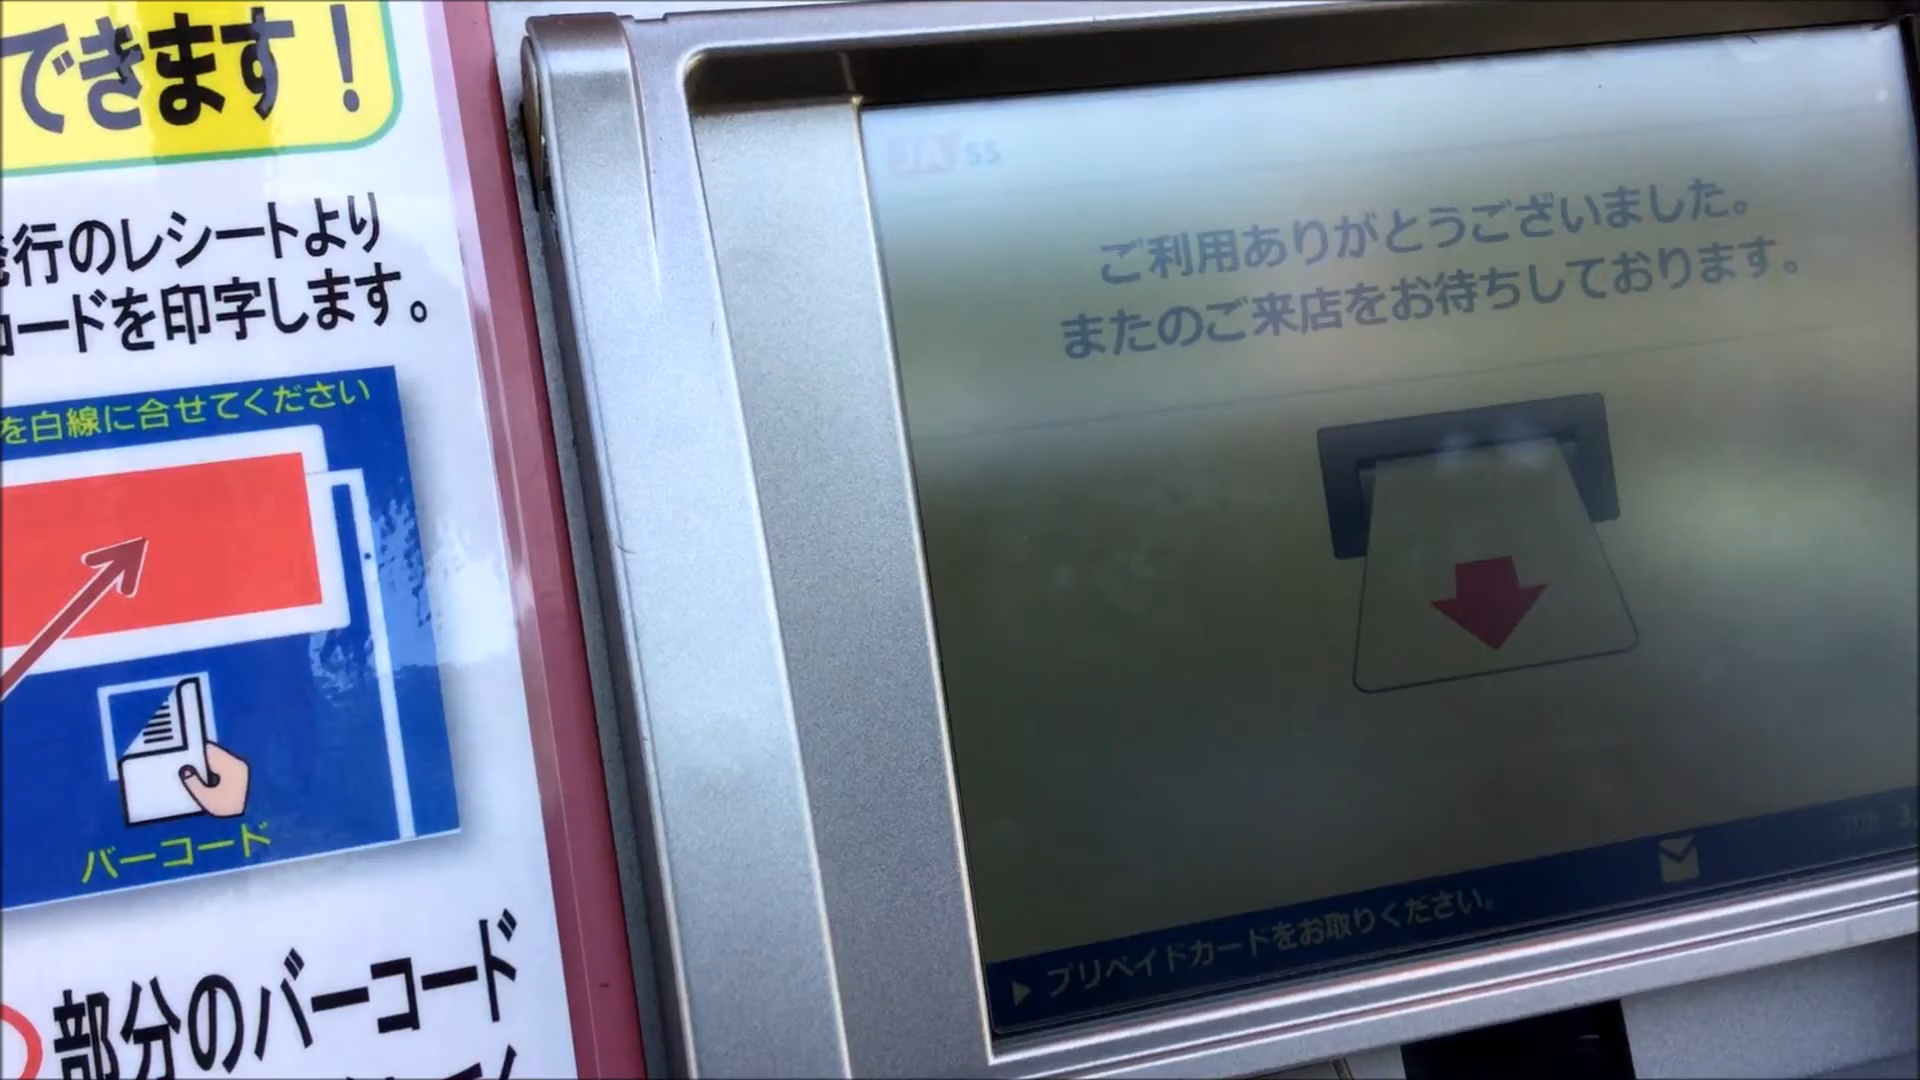 できます！
行のレシートより
コードを印字します。
を白線に合せてください
バーコード
部分のバーコード
JA SS
ご利用ありがとうございました。
またのご来店をお待ちしております。
▶ プリペイドカードをお取りください。